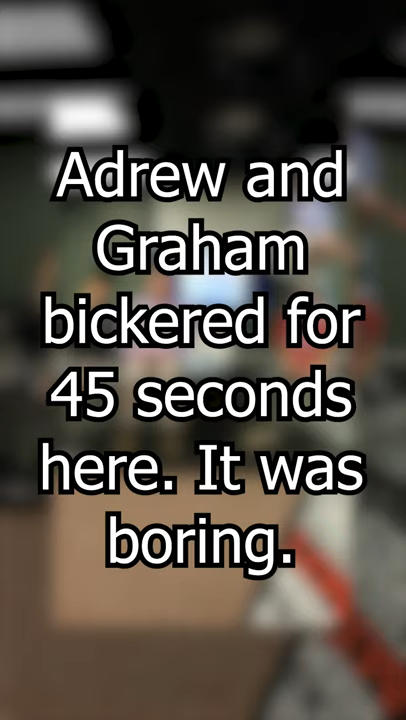 Adrew and
Graham
bickered for
45 seconds
here. It was
boring.